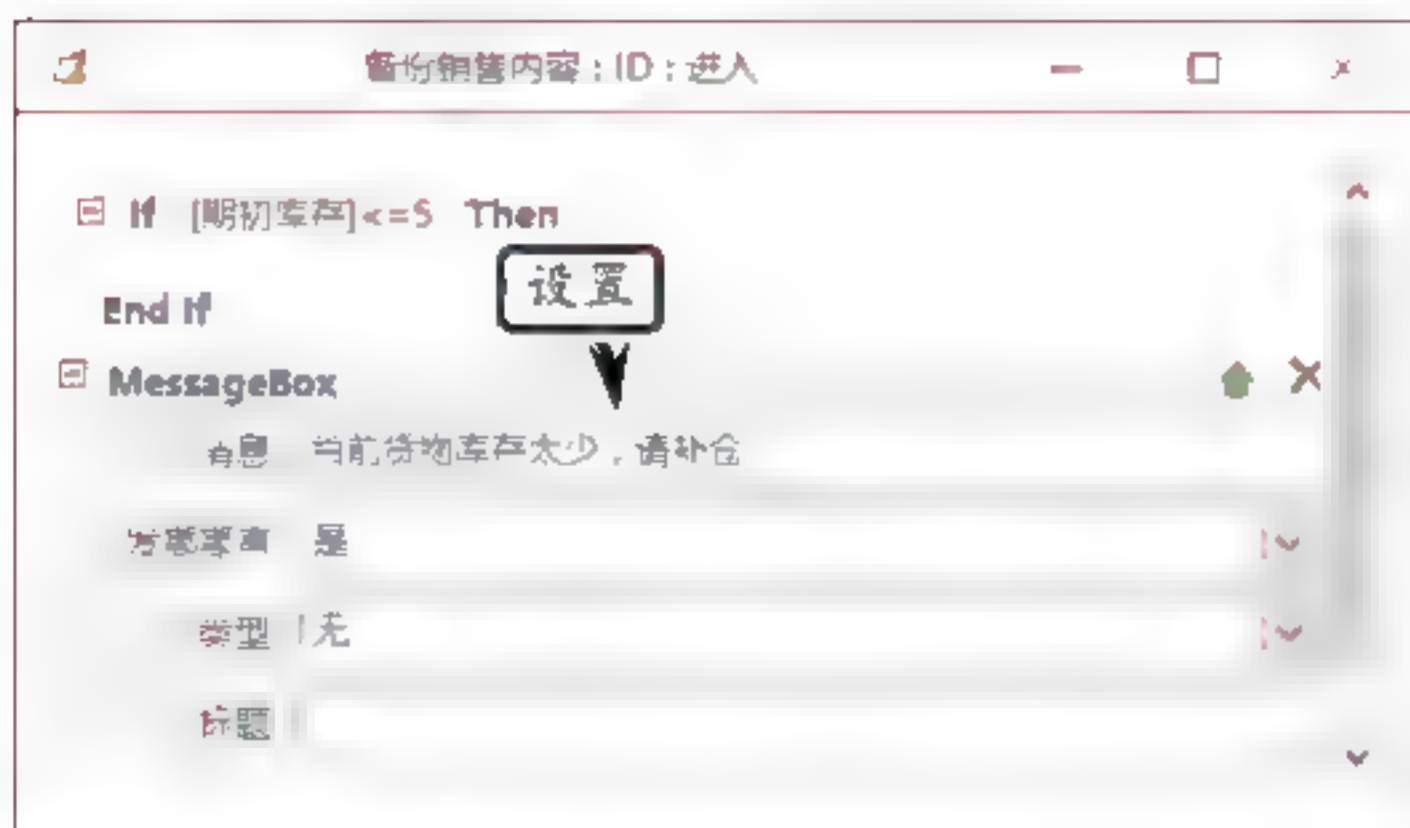 备份销售内容:ID:进入
If [期初库存]<=5 Then
设置
End If
MessageBox
消息 当前货物库存太少,请补仓
发嘟嘟声 是
类型 无
标题